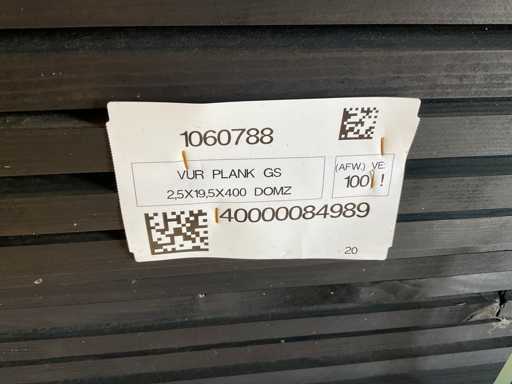 1060788
VUR PLANK GS
2,5X19,5X400 DOMZ
(AFW.) VE:
100 !
40000084989
20